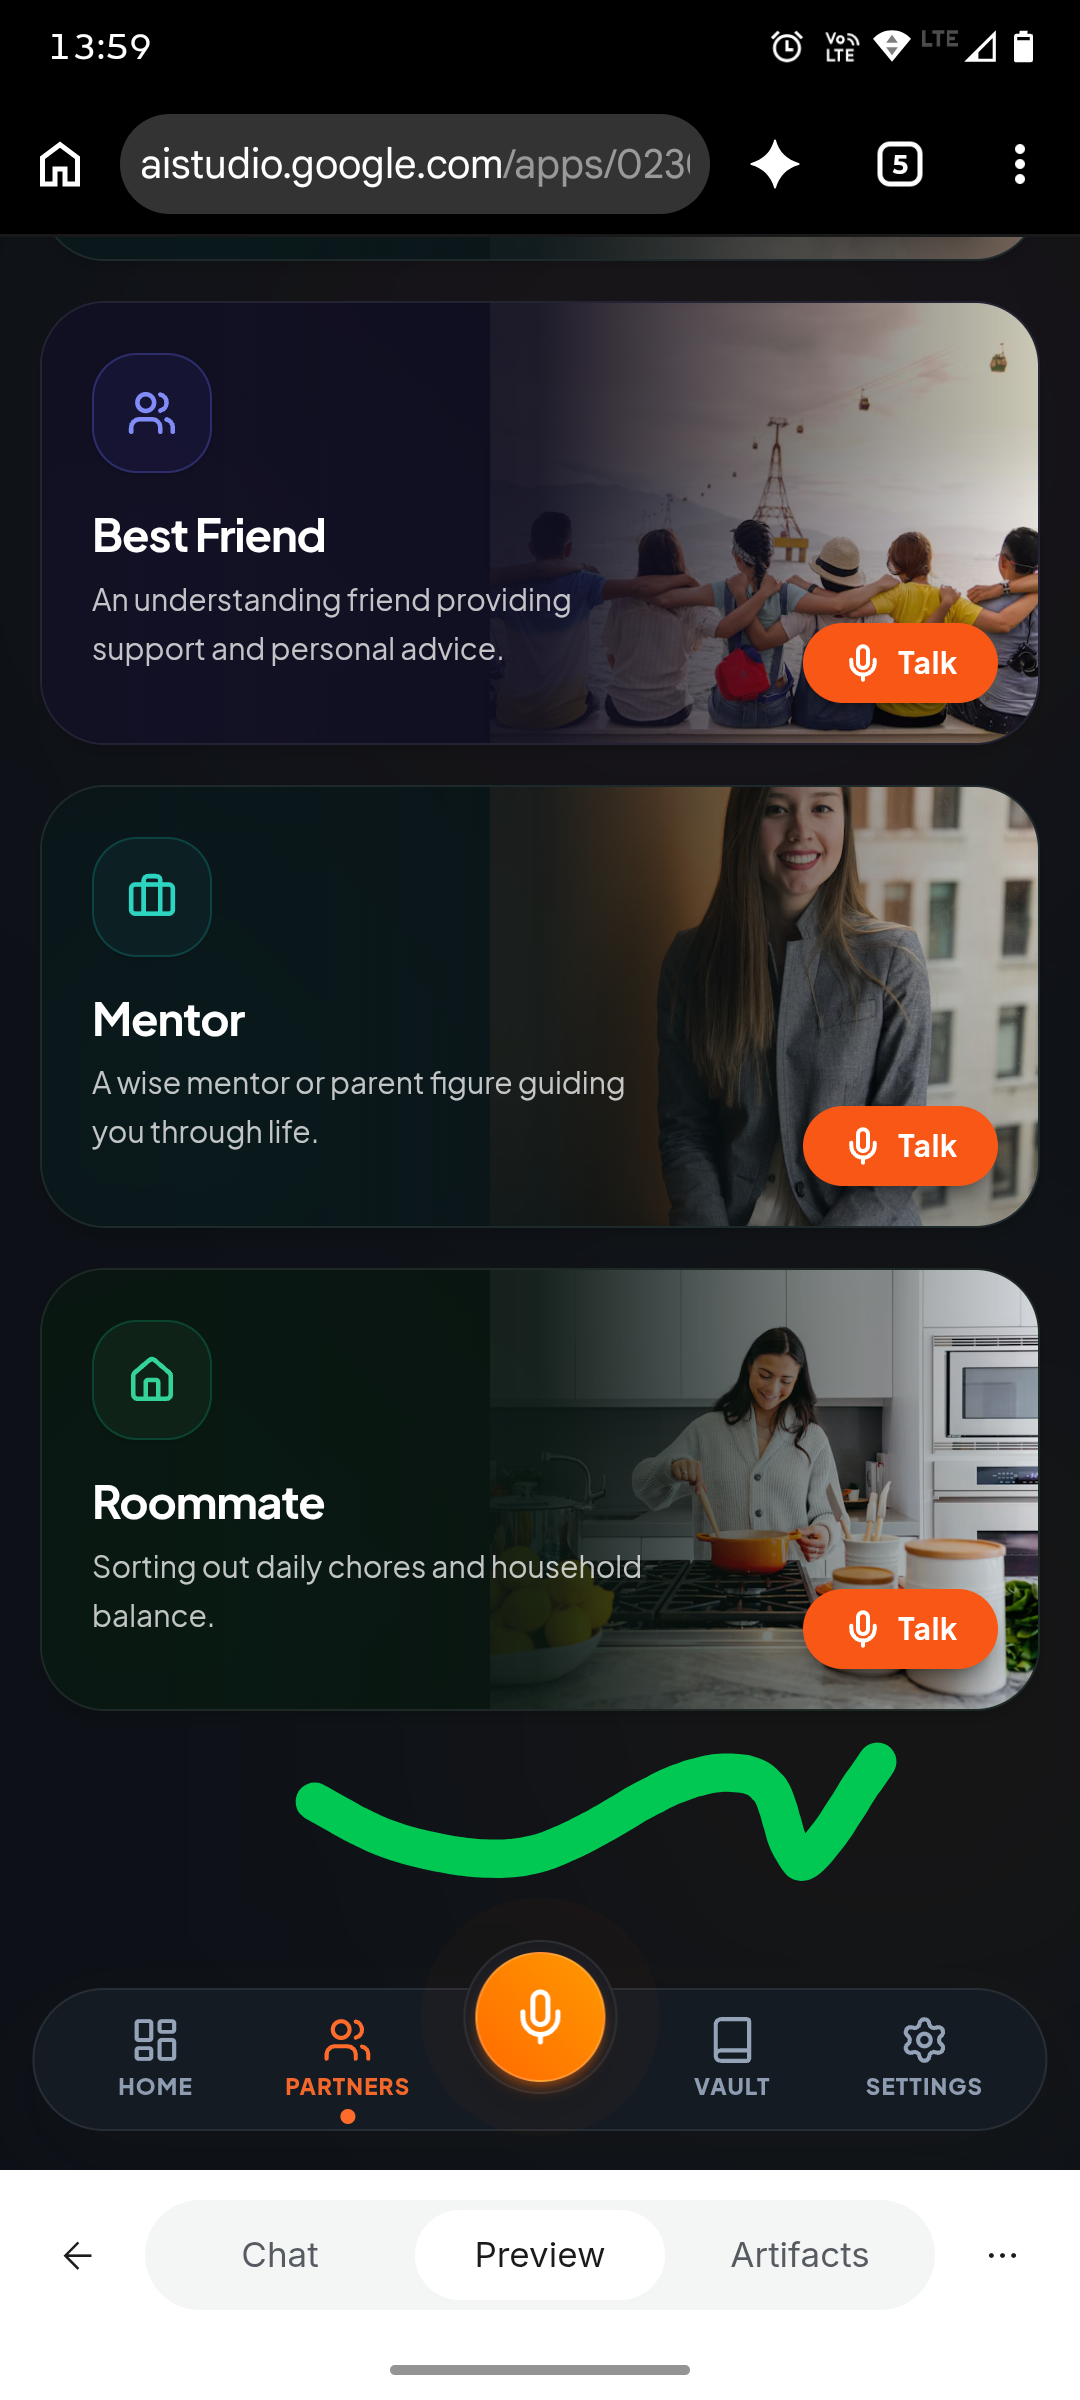 13:59
Vo LTE
LTE
aistudio.google.com/apps/023
5
Best Friend
An understanding friend providing
support and personal advice.
Talk
Mentor
A wise mentor or parent figure guiding
you through life.
Talk
Roommate
Sorting out daily chores and household
balance.
Talk
HOME
PARTNERS
VAULT
SETTINGS
Chat
Preview
Artifacts